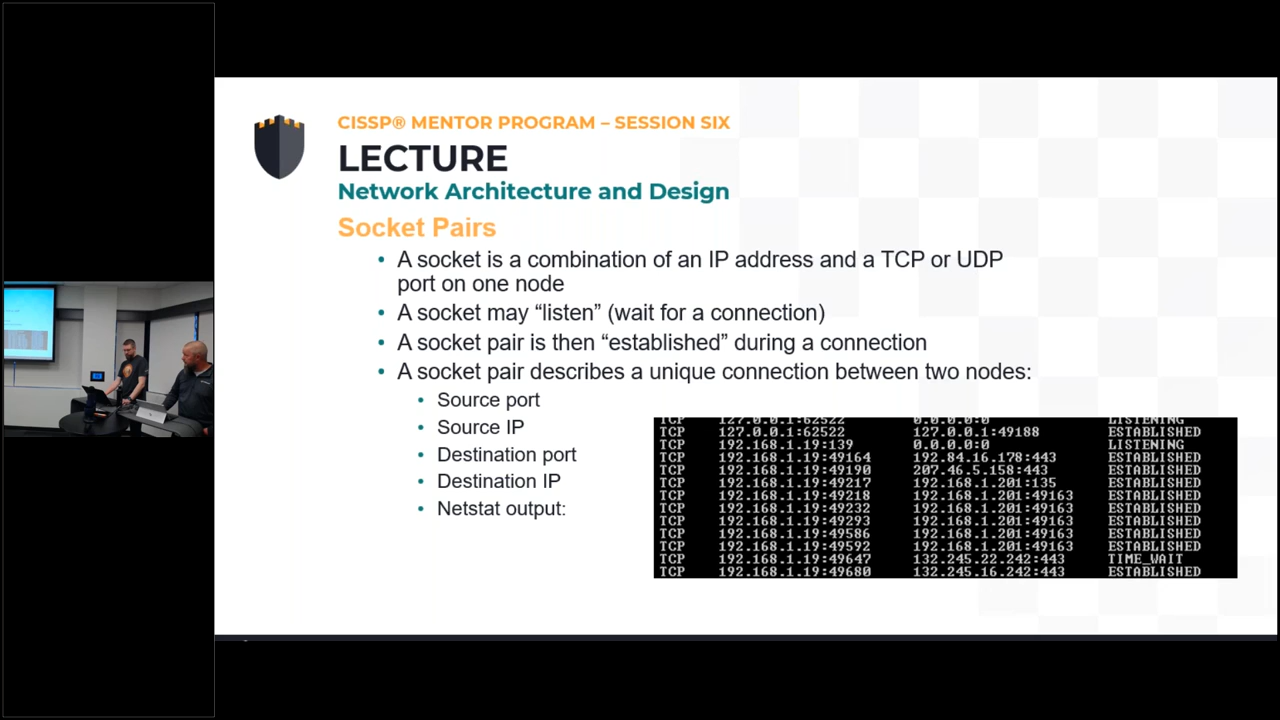 CISSP® MENTOR PROGRAM – SESSION SIX
LECTURE
Network Architecture and Design
Socket Pairs
• A socket is a combination of an IP address and a TCP or UDP
port on one node
• A socket may “listen” (wait for a connection)
• A socket pair is then “established” during a connection
• A socket pair describes a unique connection between two nodes:
• Source port
• Source IP
• Destination port
• Destination IP
• Netstat output:
TCP 127.0.0.1:62522 0.0.0.0:0 LISTENING
TCP 127.0.0.1:62522 127.0.0.1:49188 ESTABLISHED
TCP 192.168.1.19:139 0.0.0.0:0 LISTENING
TCP 192.168.1.19:49164 192.84.16.178:443 ESTABLISHED
TCP 192.168.1.19:49190 207.46.5.158:443 ESTABLISHED
TCP 192.168.1.19:49217 192.168.1.201:135 ESTABLISHED
TCP 192.168.1.19:49218 192.168.1.201:49163 ESTABLISHED
TCP 192.168.1.19:49232 192.168.1.201:49163 ESTABLISHED
TCP 192.168.1.19:49293 192.168.1.201:49163 ESTABLISHED
TCP 192.168.1.19:49586 192.168.1.201:49163 ESTABLISHED
TCP 192.168.1.19:49592 192.168.1.201:49163 ESTABLISHED
TCP 192.168.1.19:49647 132.245.22.242:443 TIME_WAIT
TCP 192.168.1.19:49680 132.245.16.242:443 ESTABLISHED